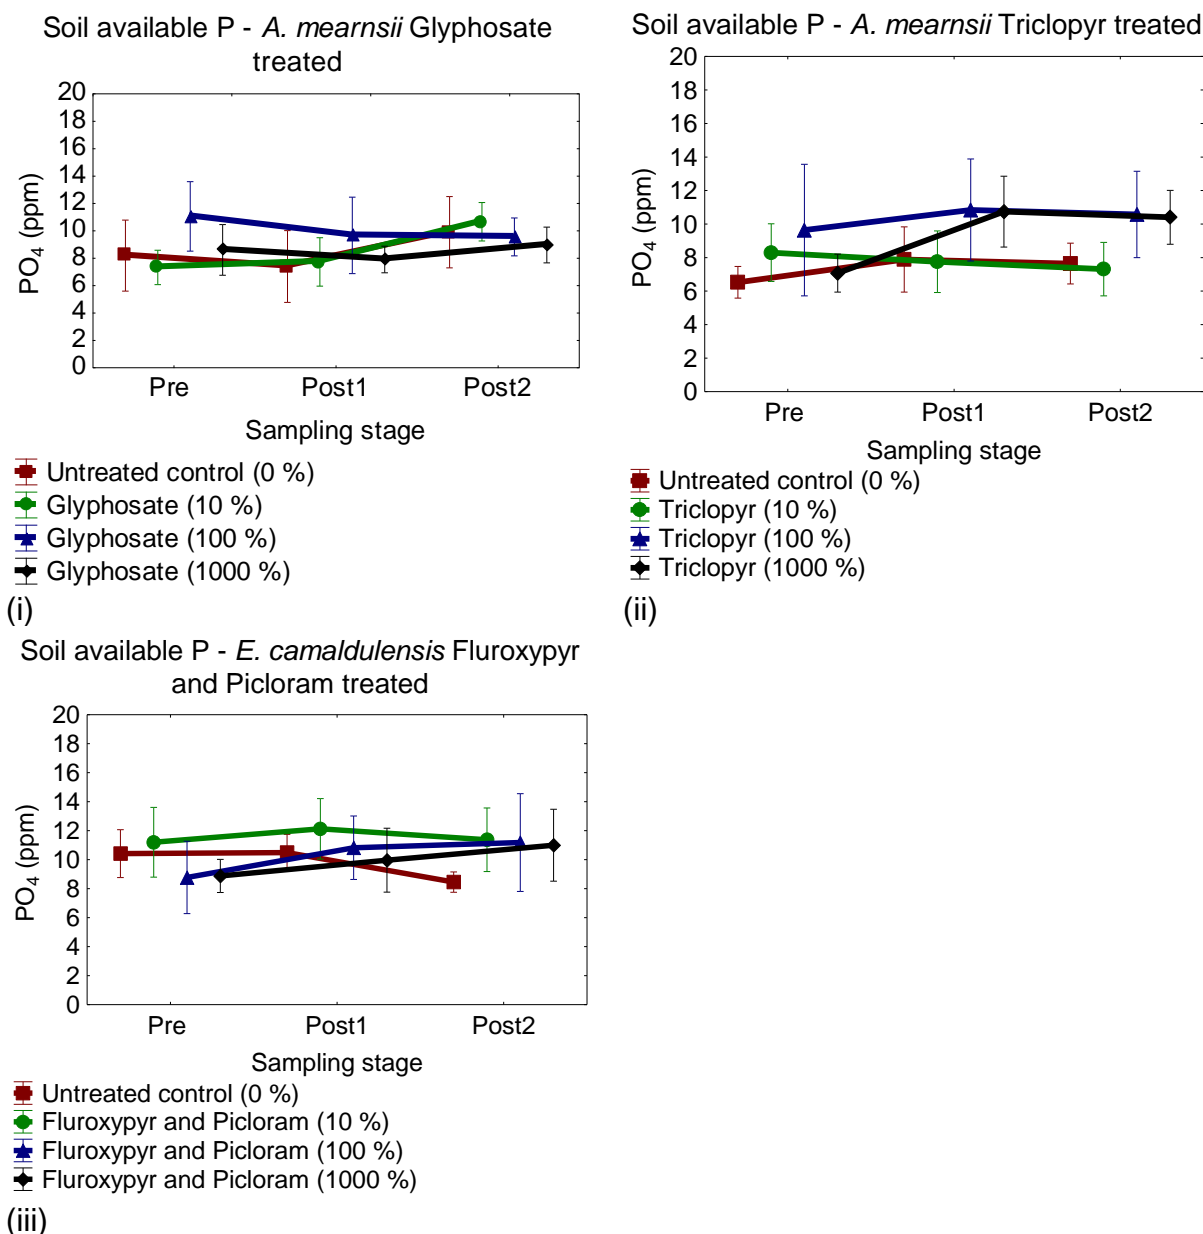 Soil available P - A. mearnsii Glyphosate
treated
20
18
16
14
12
10
8
6
4
2
0
PO4 (ppm)
Pre Post1 Post2
Sampling stage
Untreated control (0 %)
Glyphosate (10 %)
Glyphosate (100 %)
Glyphosate (1000 %)
(i)
Soil available P - A. mearnsii Triclopyr treated
20
18
16
14
12
10
8
6
4
2
0
PO4 (ppm)
Pre Post1 Post2
Sampling stage
Untreated control (0 %)
Triclopyr (10 %)
Triclopyr (100 %)
Triclopyr (1000 %)
(ii)
Soil available P - E. camaldulensis Fluroxypyr
and Picloram treated
20
18
16
14
12
10
8
6
4
2
0
PO4 (ppm)
Pre Post1 Post2
Sampling stage
Untreated control (0 %)
Fluroxypyr and Picloram (10 %)
Fluroxypyr and Picloram (100 %)
Fluroxypyr and Picloram (1000 %)
(iii)